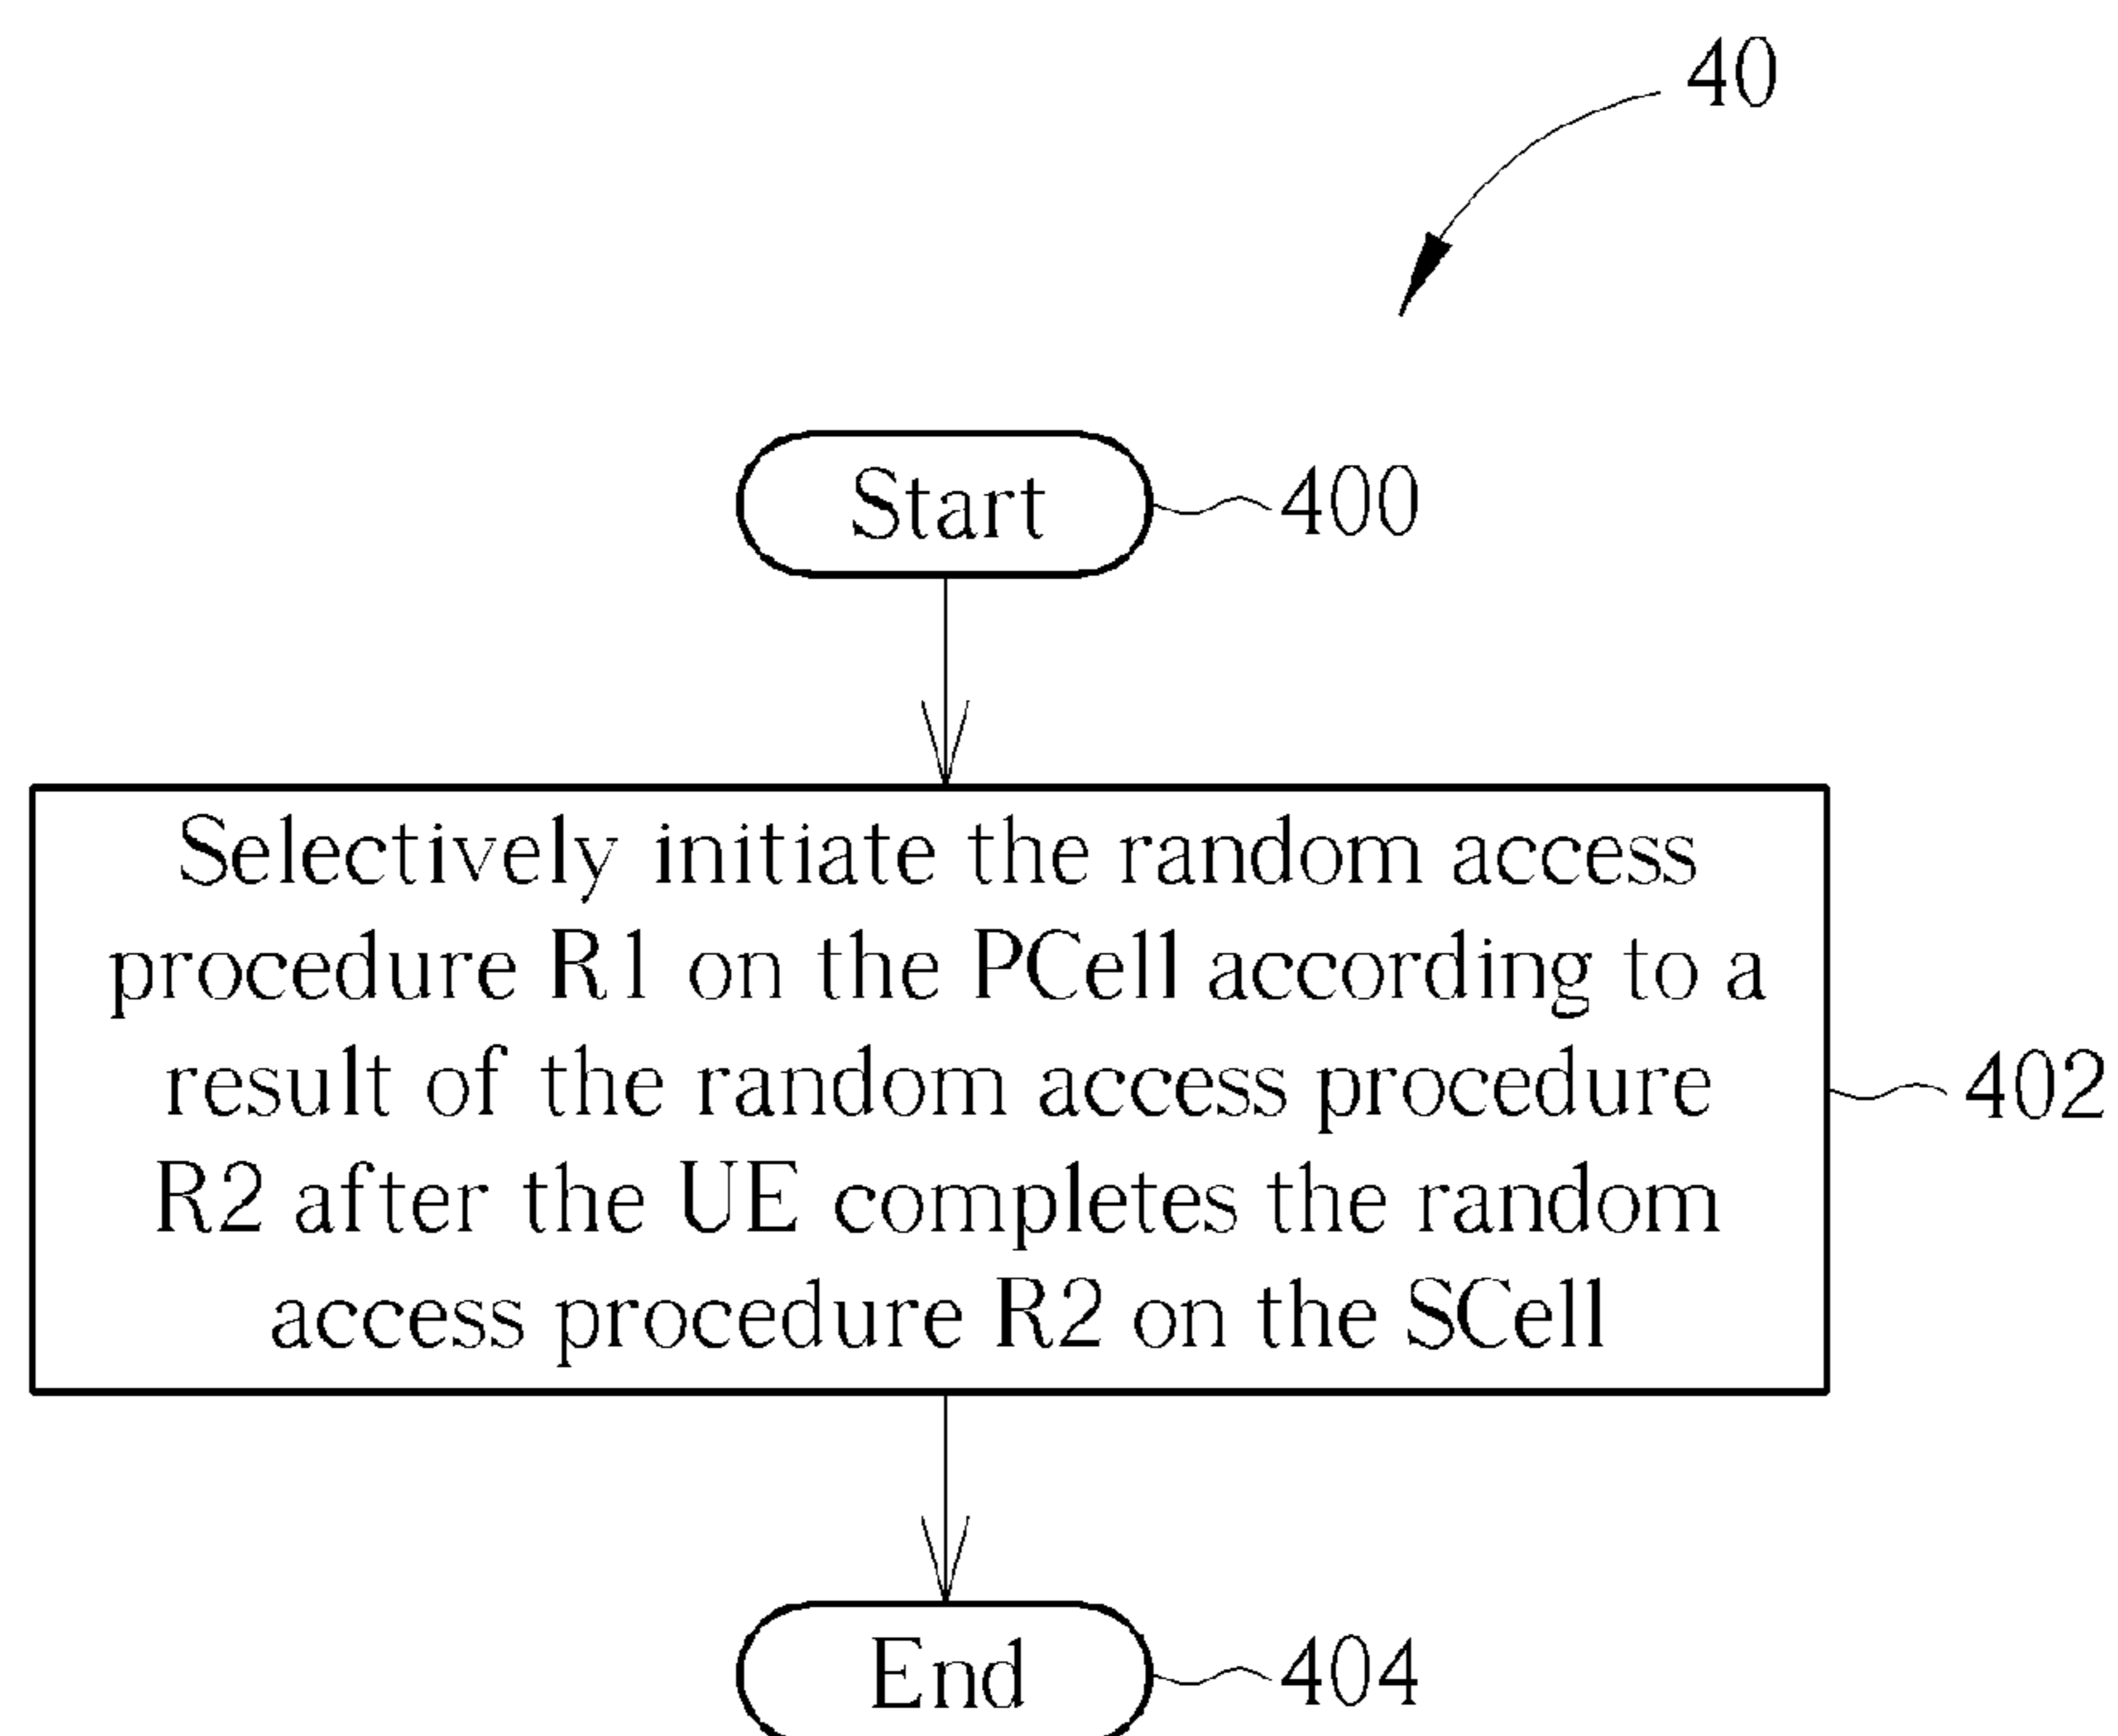 40
Start
400
Selectively initiate the random access
procedure R1 on the PCell according to a
result of the random access procedure
R2 after the UE completes the random
access procedure R2 on the SCell
402
End
404